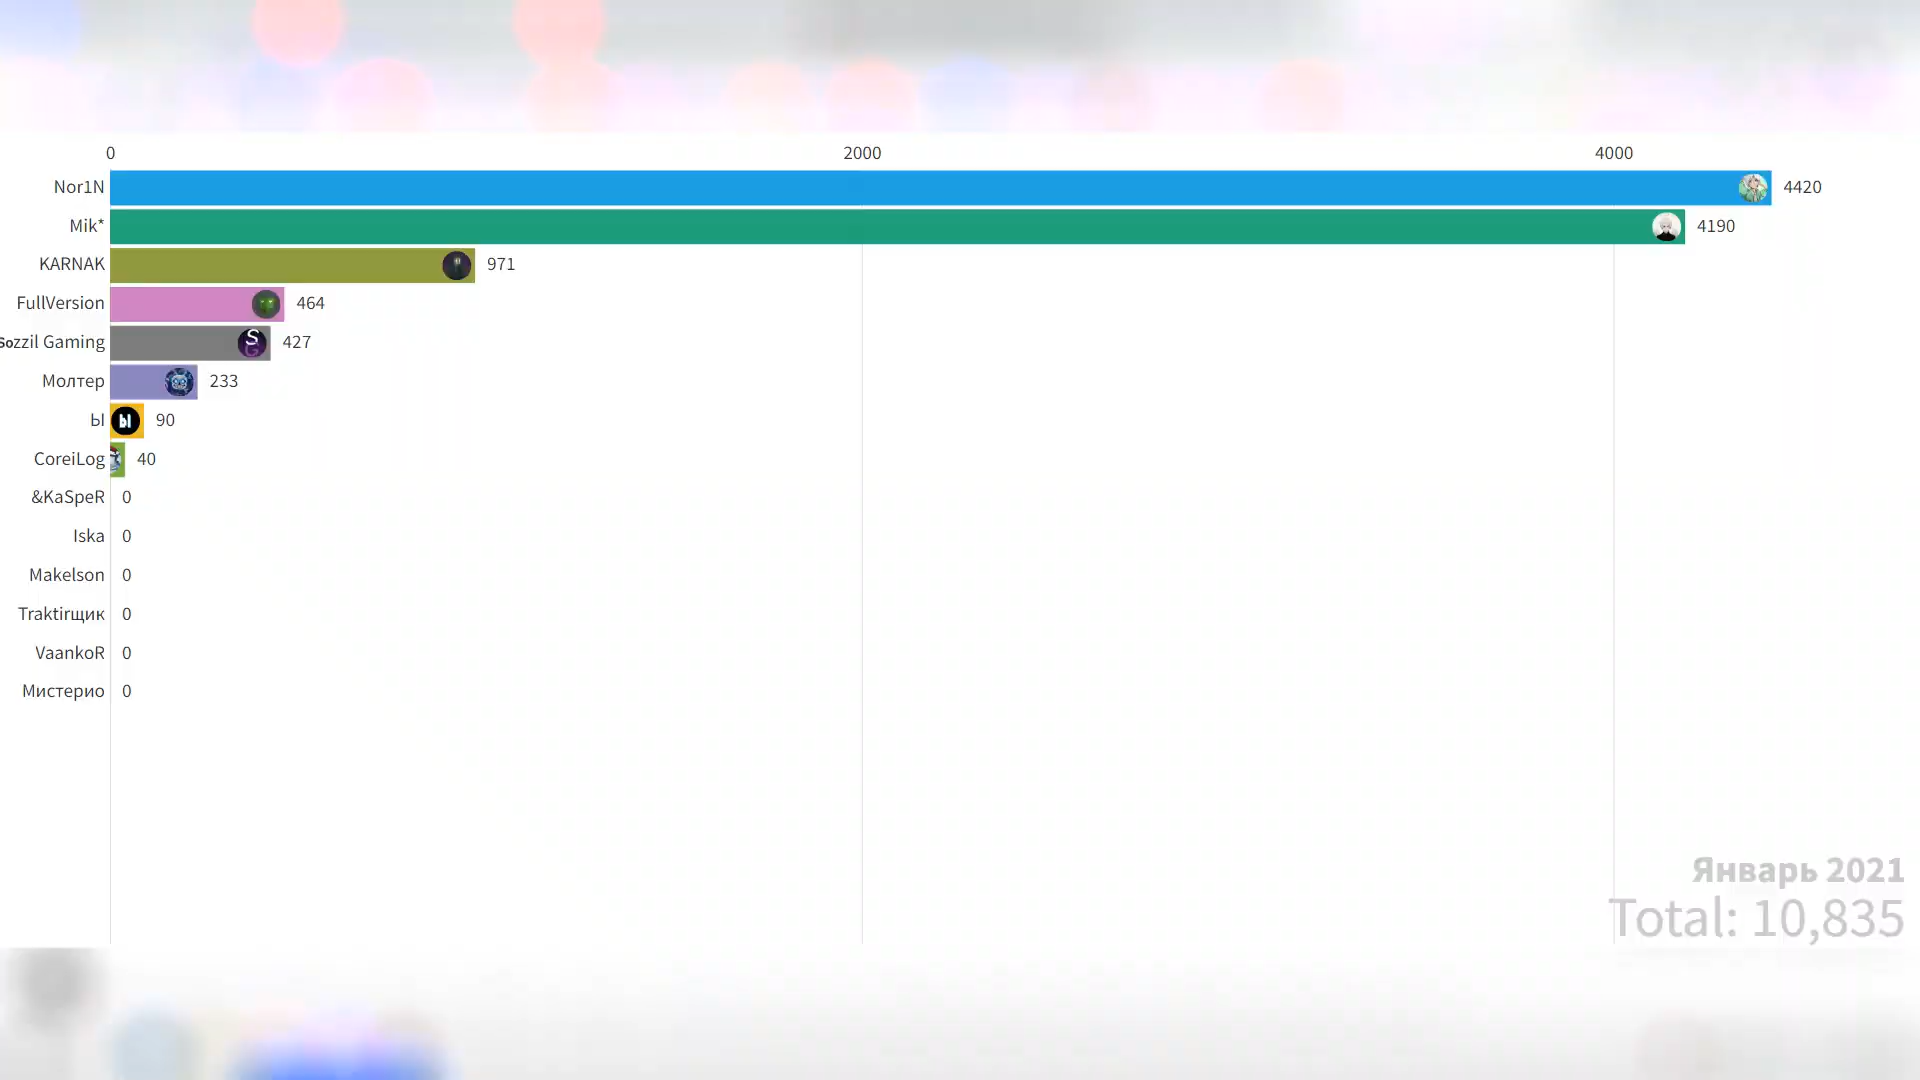 0 2000 4000
Nor1N 4420
Mik* 4190
KARNAK 971
FullVersion 464
Sozzil Gaming S G 427
Молтер 233
Ы Ы 90
CoreiLog 40
&KaSpeR 0
Iska 0
Makelson 0
Traktirщик 0
VaankoR 0
Мистерио 0
Январь 2021
Total: 10,835